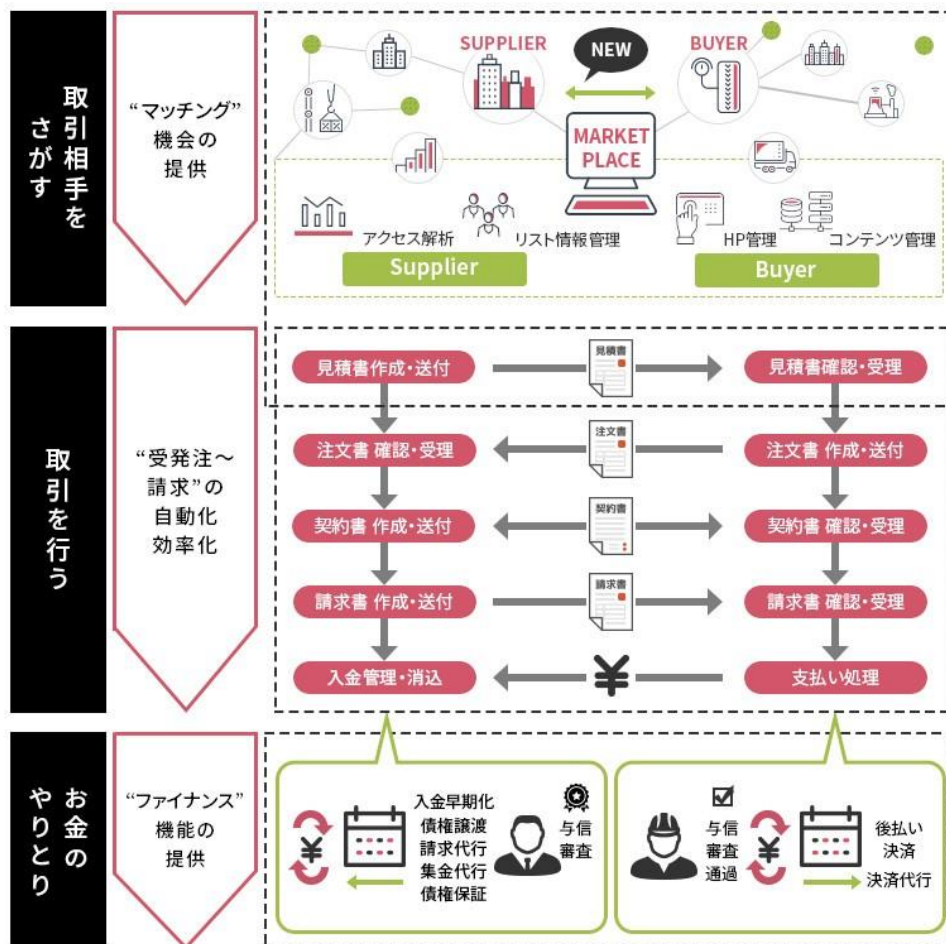 取引相手を
さがす
“マッチング”
機会の
提供
SUPPLIER
NEW
BUYER
MARKET
PLACE
アクセス解析
リスト情報管理
HP管理
コンテンツ管理
Supplier
Buyer
取引を行う
“受発注～
請求”の
自動化
効率化
見積書作成・送付
見積書
見積書確認・受理
注文書 確認・受理
注文書
注文書 作成・送付
契約書 作成・送付
契約書
契約書 確認・受理
請求書 作成・送付
請求書
請求書 確認・受理
入金管理・消込
¥
支払い処理
お金の
やりとり
“ファイナンス”
機能の
提供
¥
入金早期化
債権譲渡
請求代行
集金代行
債権保証
与信
審査
与信
審査
通過
¥
後払い
決済
決済代行